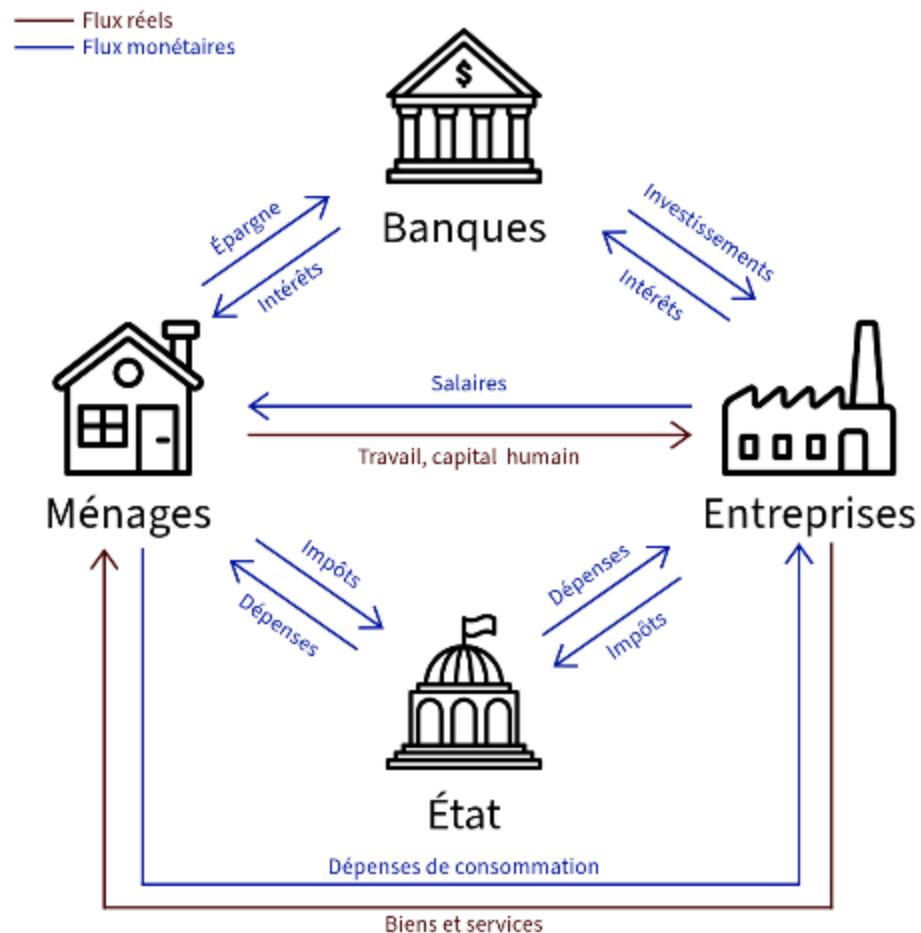 Flux réels
Flux monétaires
$
Banques
Épargne
Intérêts
Investissements
Intérêts
Salaires
Travail, capital humain
Ménages
Entreprises
Impôts
Dépenses
Dépenses
Impôts
État
Dépenses de consommation
Biens et services